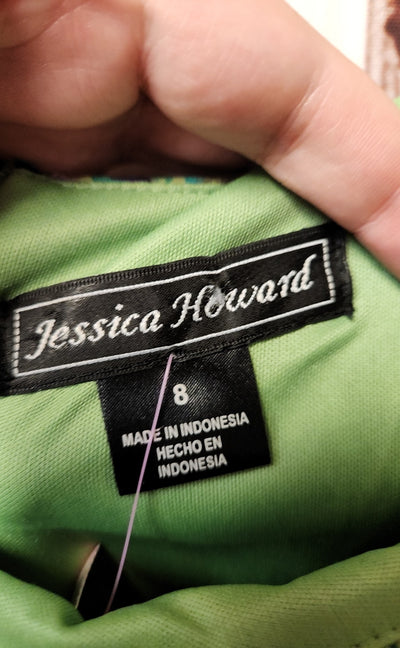 Jessica Howard
8
MADE IN INDONESIA
HECHO EN
INDONESIA